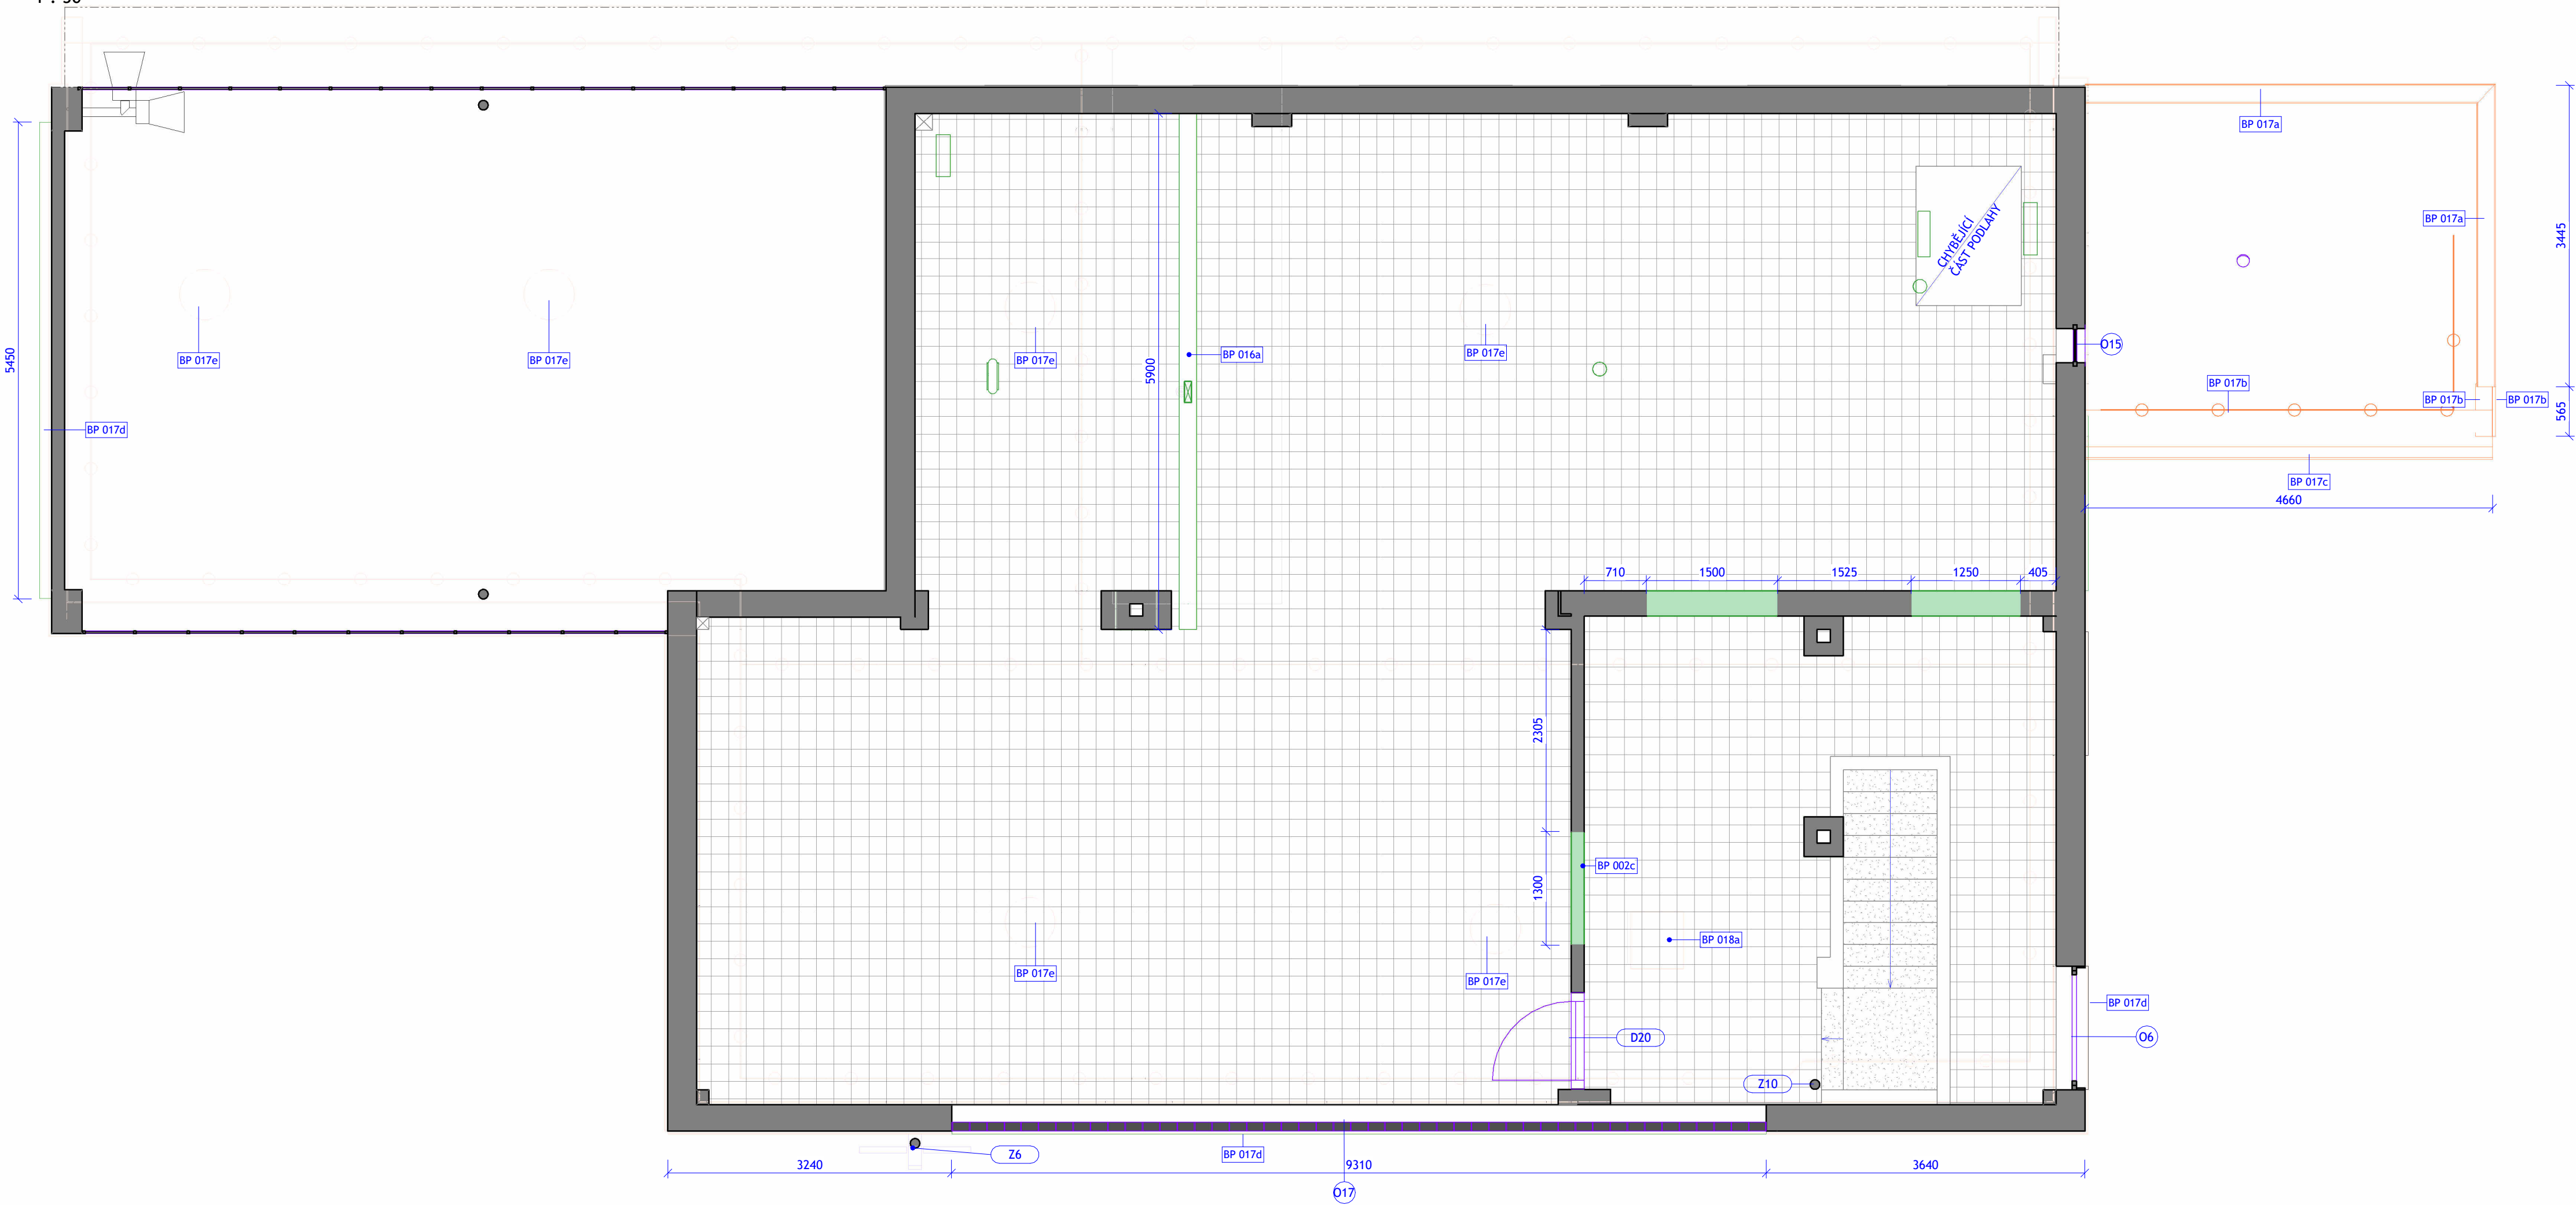 BP 017a
BP 017a
3445
CHYBĚJÍCÍ
ČÁST PODLAHY
O15
5450
BP 017e
BP 017e
BP 017e
5900
BP 016a
BP 017e
BP 017b
BP 017b
BP 017b
565
BP 017d
BP 017c
4660
710
1500
1525
1250
405
2305
BP 002c
1300
BP 018a
BP 017e
BP 017e
BP 017d
D20
O6
Z10
Z6
BP 017d
3240
9310
3640
O17